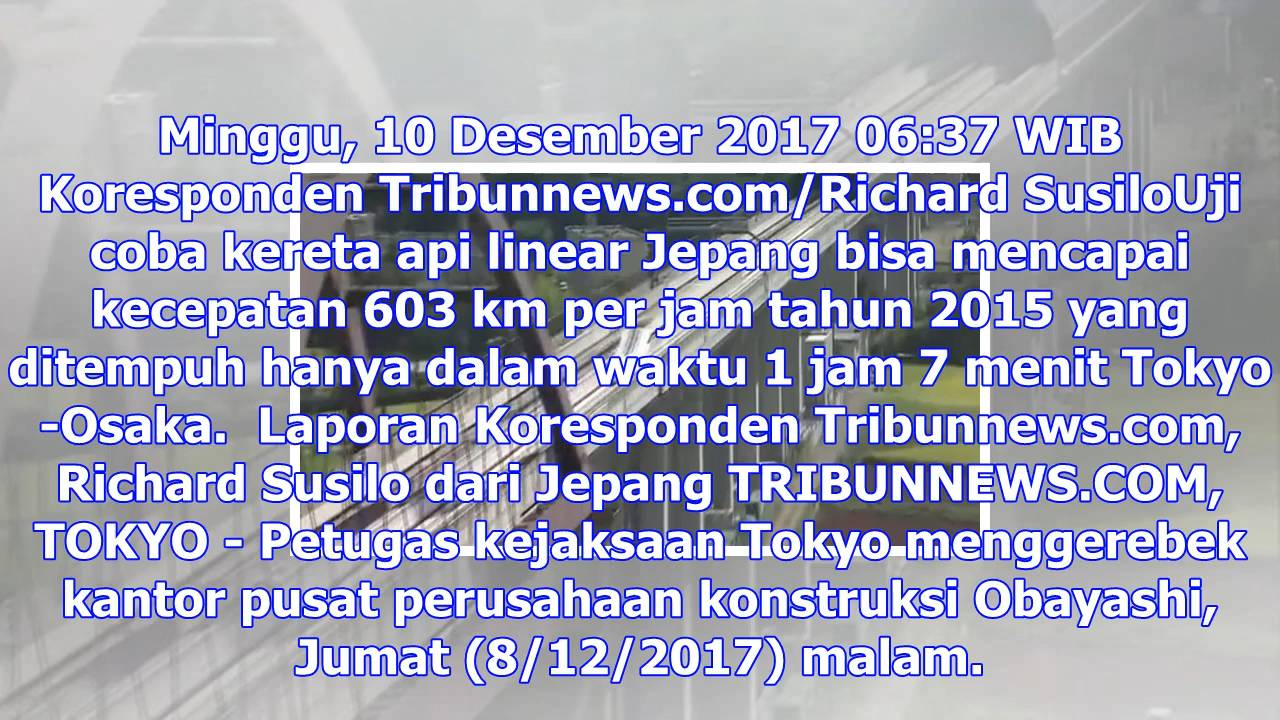 Minggu, 10 Desember 2017 06:37 WIB
Koresponden Tribunnews.com/Richard SusiloUji
coba kereta api linear Jepang bisa mencapai
kecepatan 603 km per jam tahun 2015 yang
ditempuh hanya dalam waktu 1 jam 7 menit Tokyo
-Osaka.  Laporan Koresponden Tribunnews.com,
Richard Susilo dari Jepang TRIBUNNEWS.COM,
TOKYO - Petugas kejaksaan Tokyo menggerebek
kantor pusat perusahaan konstruksi Obayashi,
Jumat (8/12/2017) malam.